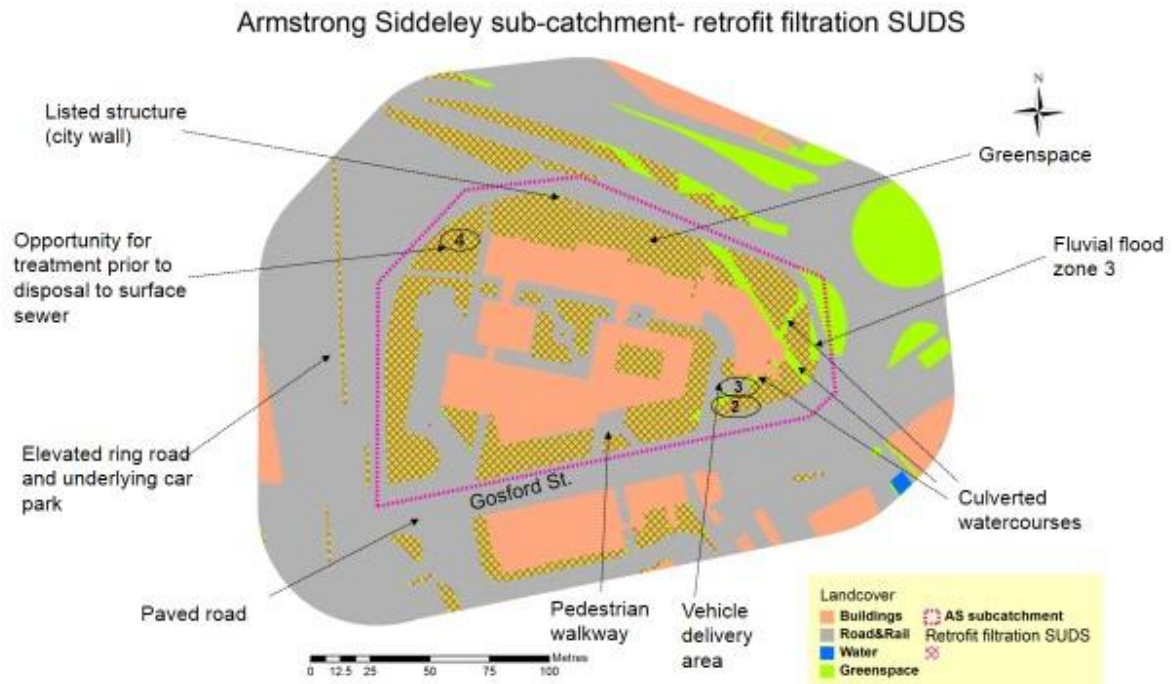 Armstrong Siddeley sub-catchment- retrofit filtration SUDS
N
Listed structure
(city wall)
Greenspace
4
Opportunity for
treatment prior to
disposal to surface
sewer
Fluvial flood
zone 3
3
2
Elevated ring road
and underlying car
park
Gosford St.
Culverted
watercourses
Paved road
Pedestrian
walkway
Vehicle
delivery
area
Landcover
Buildings
Road&Rail
Water
Greenspace
AS subcatchment
Retrofit filtration SUDS
Metres
0 12.5 25 50 75 100